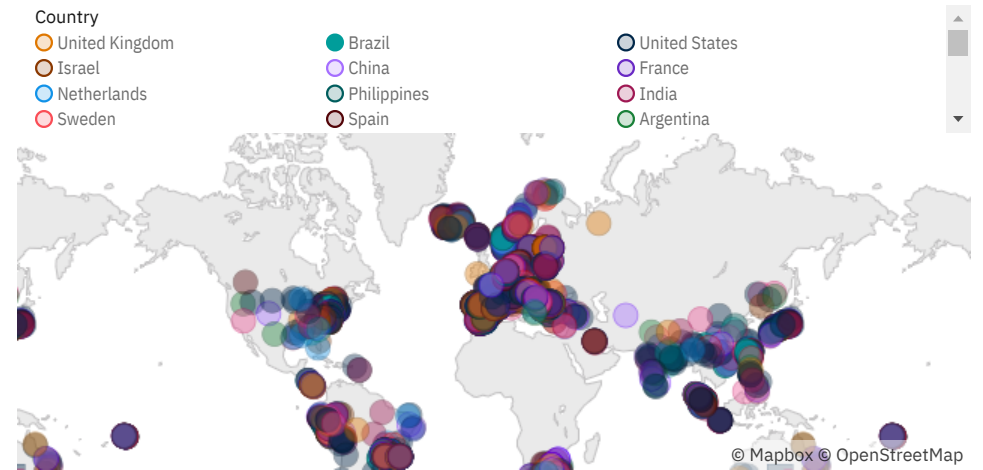 Country
United Kingdom Brazil United States
Israel China France
Netherlands Philippines India
Sweden Spain Argentina
© Mapbox © OpenStreetMap